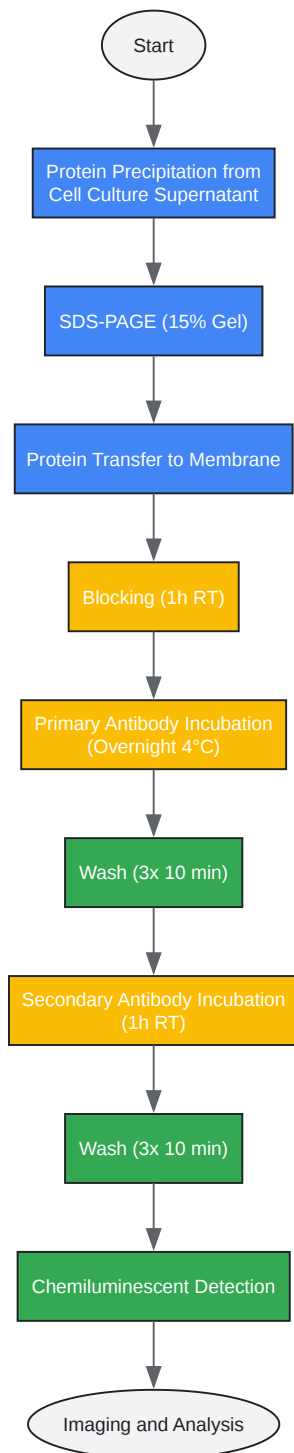 Start
Protein Precipitation from
Cell Culture Supernatant
SDS-PAGE (15% Gel)
Protein Transfer to Membrane
Blocking (1h RT)
Primary Antibody Incubation
(Overnight 4°C)
Wash (3x 10 min)
Secondary Antibody Incubation
(1h RT)
Wash (3x 10 min)
Chemiluminescent Detection
Imaging and Analysis